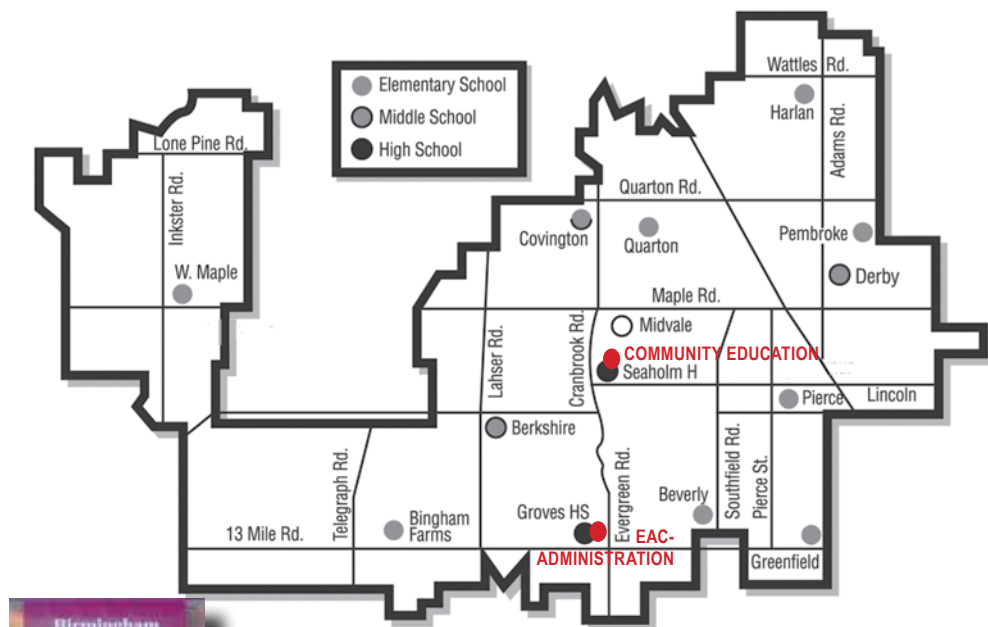 Elementary School
Middle School
High School
Wattles Rd.
Harlan
Adams Rd.
Lone Pine Rd.
Inkster Rd.
W. Maple
Quarton Rd.
Covington
Quarton
Pembroke
Derby
Maple Rd.
Midvale
COMMUNITY EDUCATION
Seaholm H
Lahser Rd.
Cranbrook Rd.
Pierce
Lincoln
Berkshire
Telegraph Rd.
Evergreen Rd.
Southfield Rd.
Pierce St.
Beverly
Groves HS
13 Mile Rd.
Bingham
Farms
EAC-
ADMINISTRATION
Greenfield
Birmingham